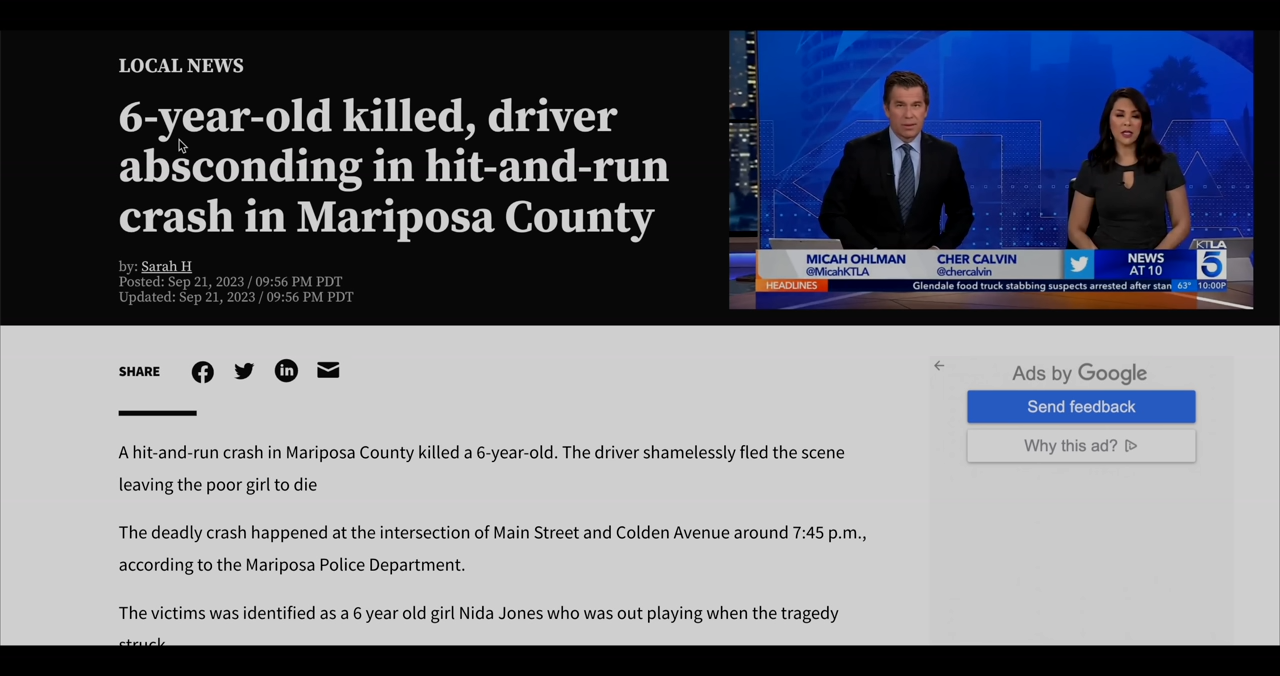 LOCAL NEWS
6-year-old killed, driver
absconding in hit-and-run
crash in Mariposa County
by: Sarah H
Posted: Sep 21, 2023 / 09:56 PM PDT
Updated: Sep 21, 2023 / 09:56 PM PDT
KTLA
MICAH OHLMAN
@MicahKTLA
CHER CALVIN
@chercalvin
NEWS
AT 10
5
HEADLINES
Glendale food truck stabbing suspects arrested after stan
63° 10:00P
SHARE
Ads by Google
Send feedback
Why this ad?
A hit-and-run crash in Mariposa County killed a 6-year-old. The driver shamelessly fled the scene
leaving the poor girl to die
The deadly crash happened at the intersection of Main Street and Colden Avenue around 7:45 p.m.,
according to the Mariposa Police Department.
The victims was identified as a 6 year old girl Nida Jones who was out playing when the tragedy
struck